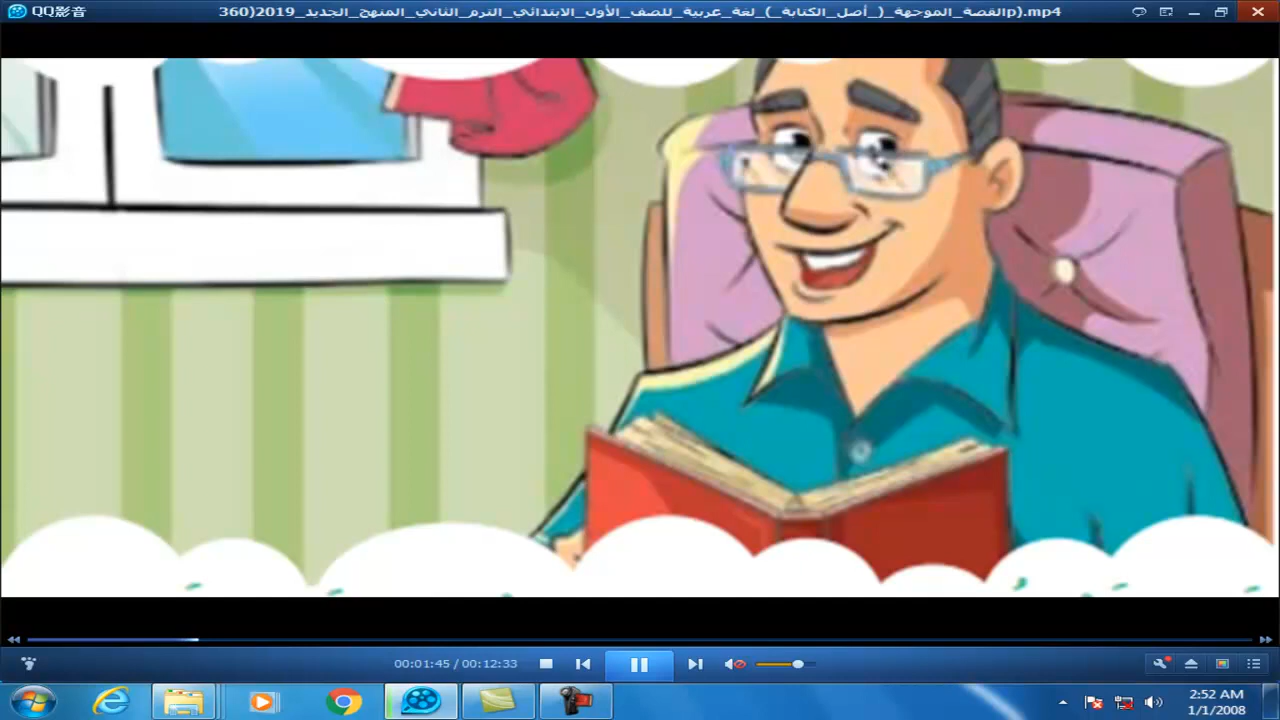 QQ影音
القصة_الموجهة_(_أصل_الكتابة_)_لغة_عربية_للصف_الأول_الابتدائي_الترم_الثاني_المنهج_الجديد_2019(360p).mp4
00:01:45 / 00:12:33
2:52 AM
1/1/2008